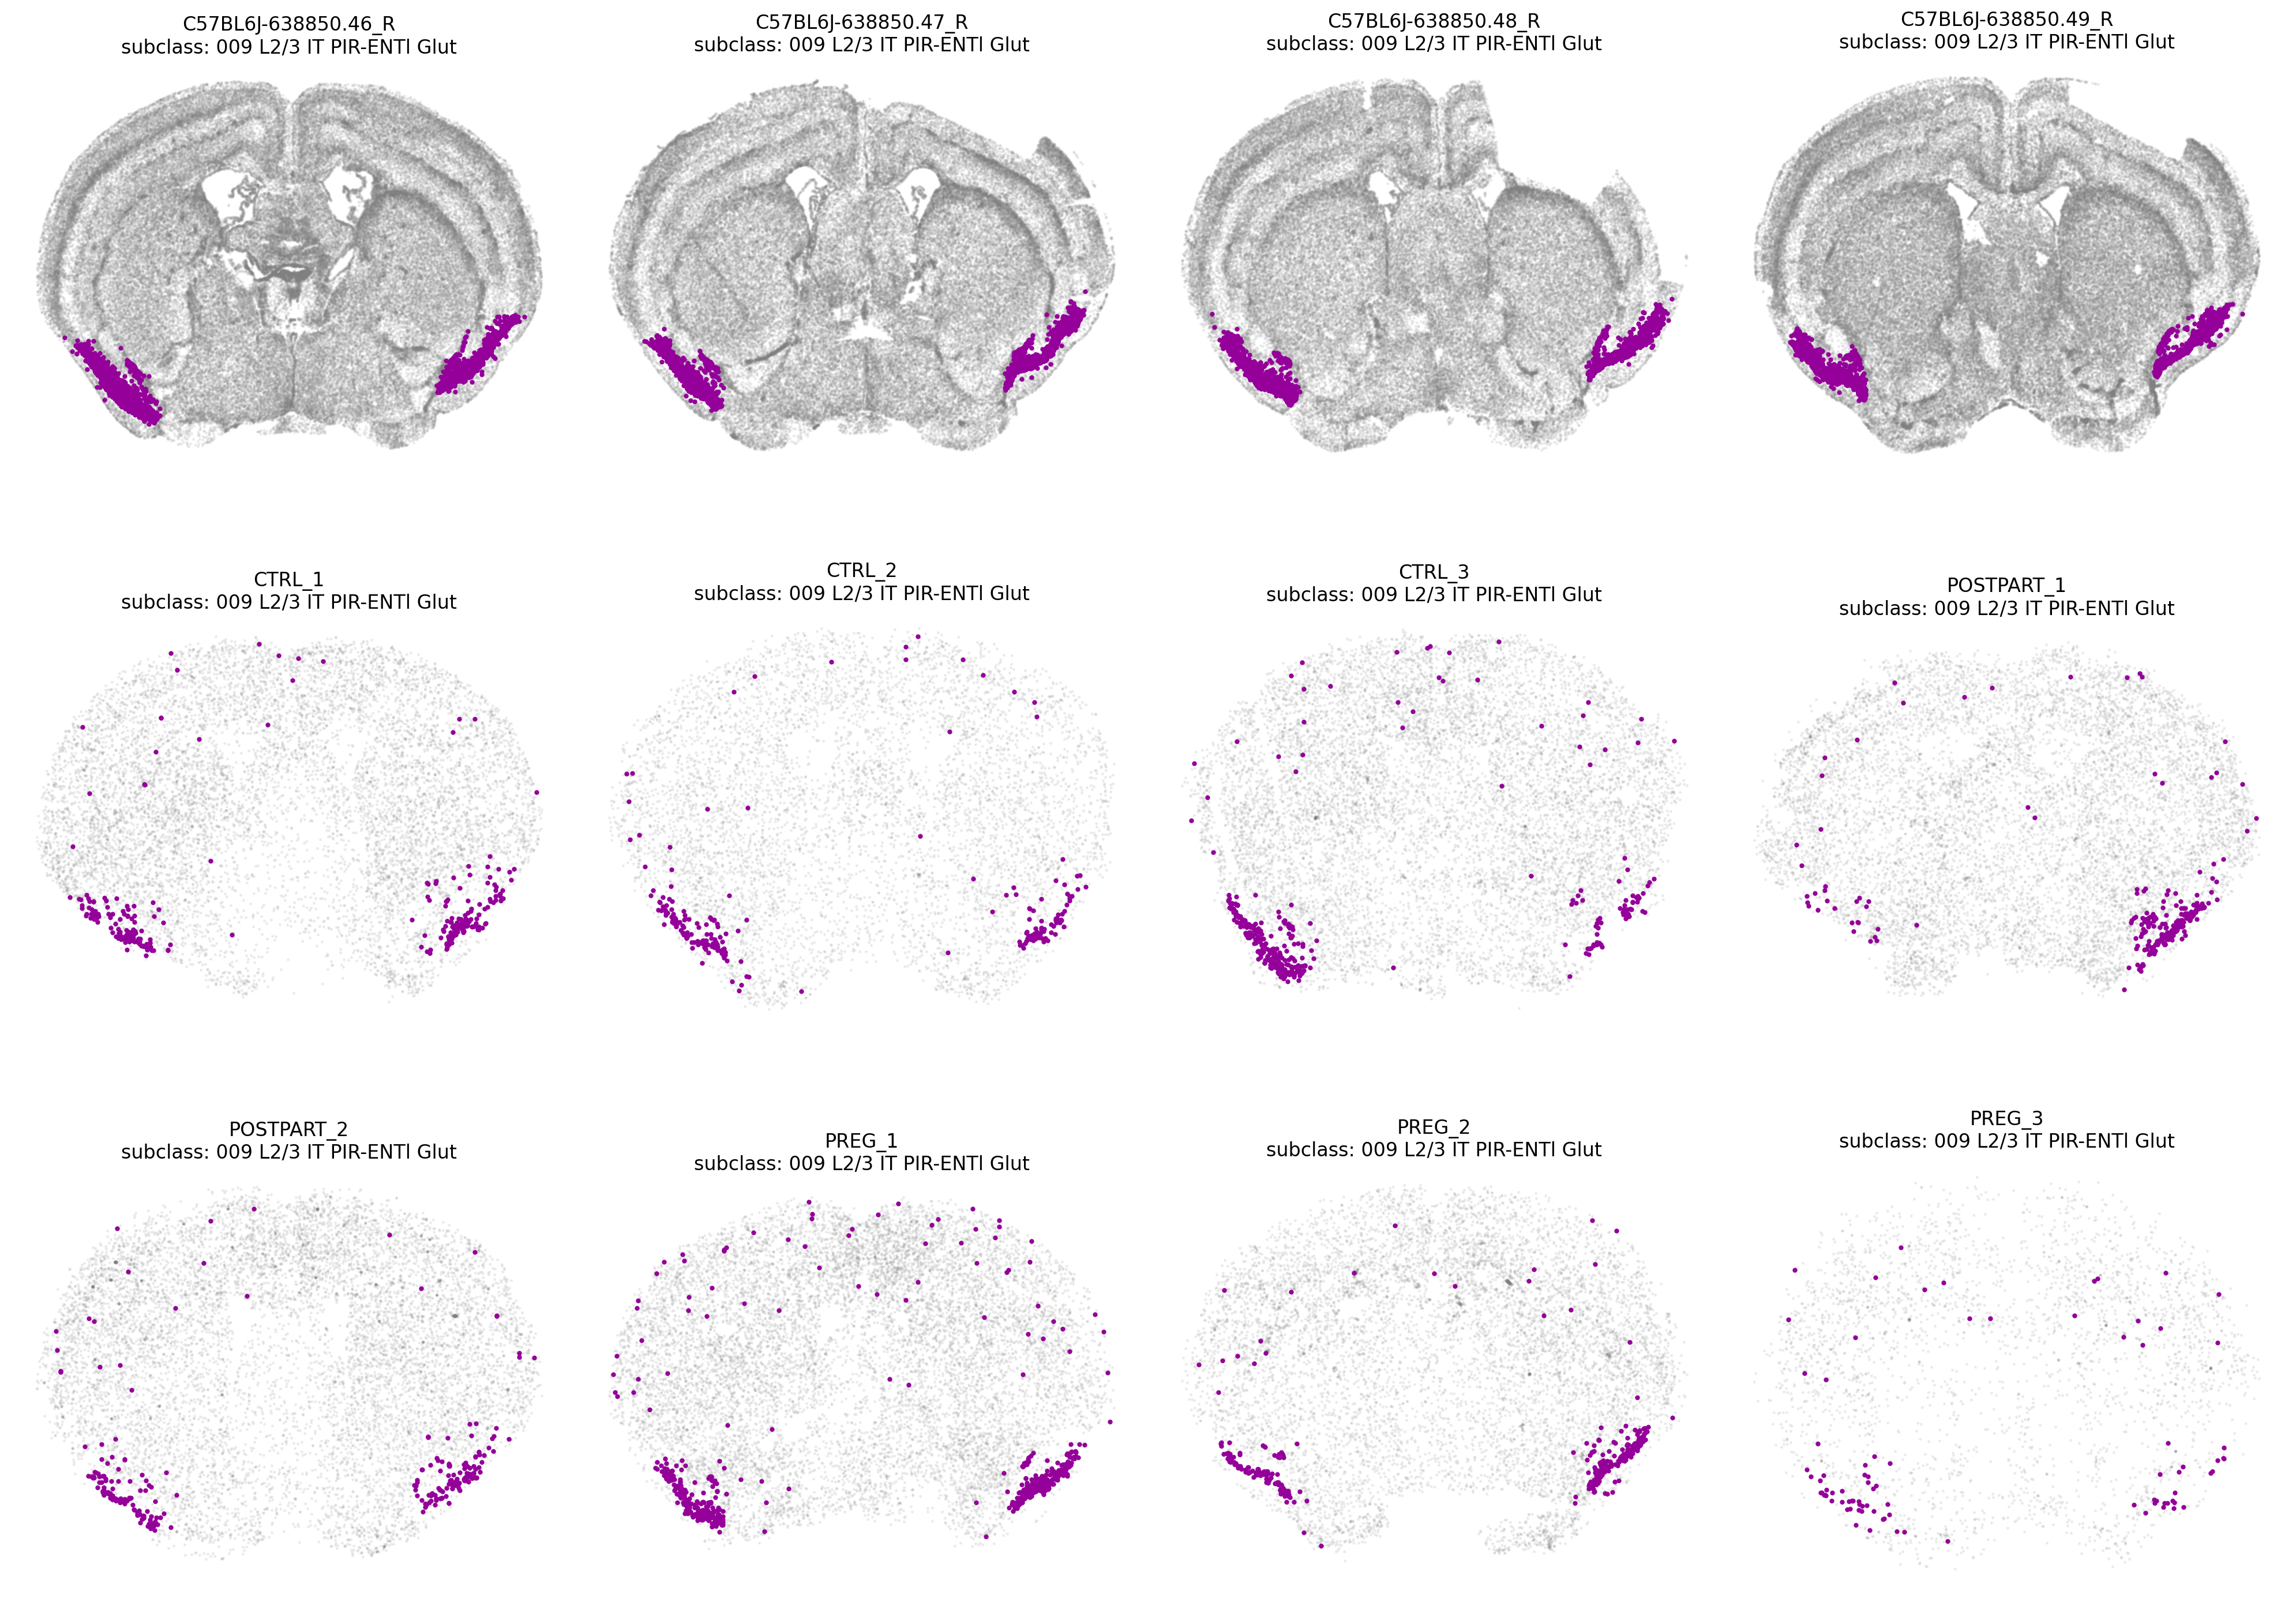 C57BL6J-638850.46_R
subclass: 009 L2/3 IT PIR-ENTl Glut
C57BL6J-638850.47_R
subclass: 009 L2/3 IT PIR-ENTl Glut
C57BL6J-638850.48_R
subclass: 009 L2/3 IT PIR-ENTl Glut
C57BL6J-638850.49_R
subclass: 009 L2/3 IT PIR-ENTl Glut
CTRL_1
subclass: 009 L2/3 IT PIR-ENTl Glut
CTRL_2
subclass: 009 L2/3 IT PIR-ENTl Glut
CTRL_3
subclass: 009 L2/3 IT PIR-ENTl Glut
POSTPART_1
subclass: 009 L2/3 IT PIR-ENTl Glut
POSTPART_2
subclass: 009 L2/3 IT PIR-ENTl Glut
PREG_1
subclass: 009 L2/3 IT PIR-ENTl Glut
PREG_2
subclass: 009 L2/3 IT PIR-ENTl Glut
PREG_3
subclass: 009 L2/3 IT PIR-ENTl Glut